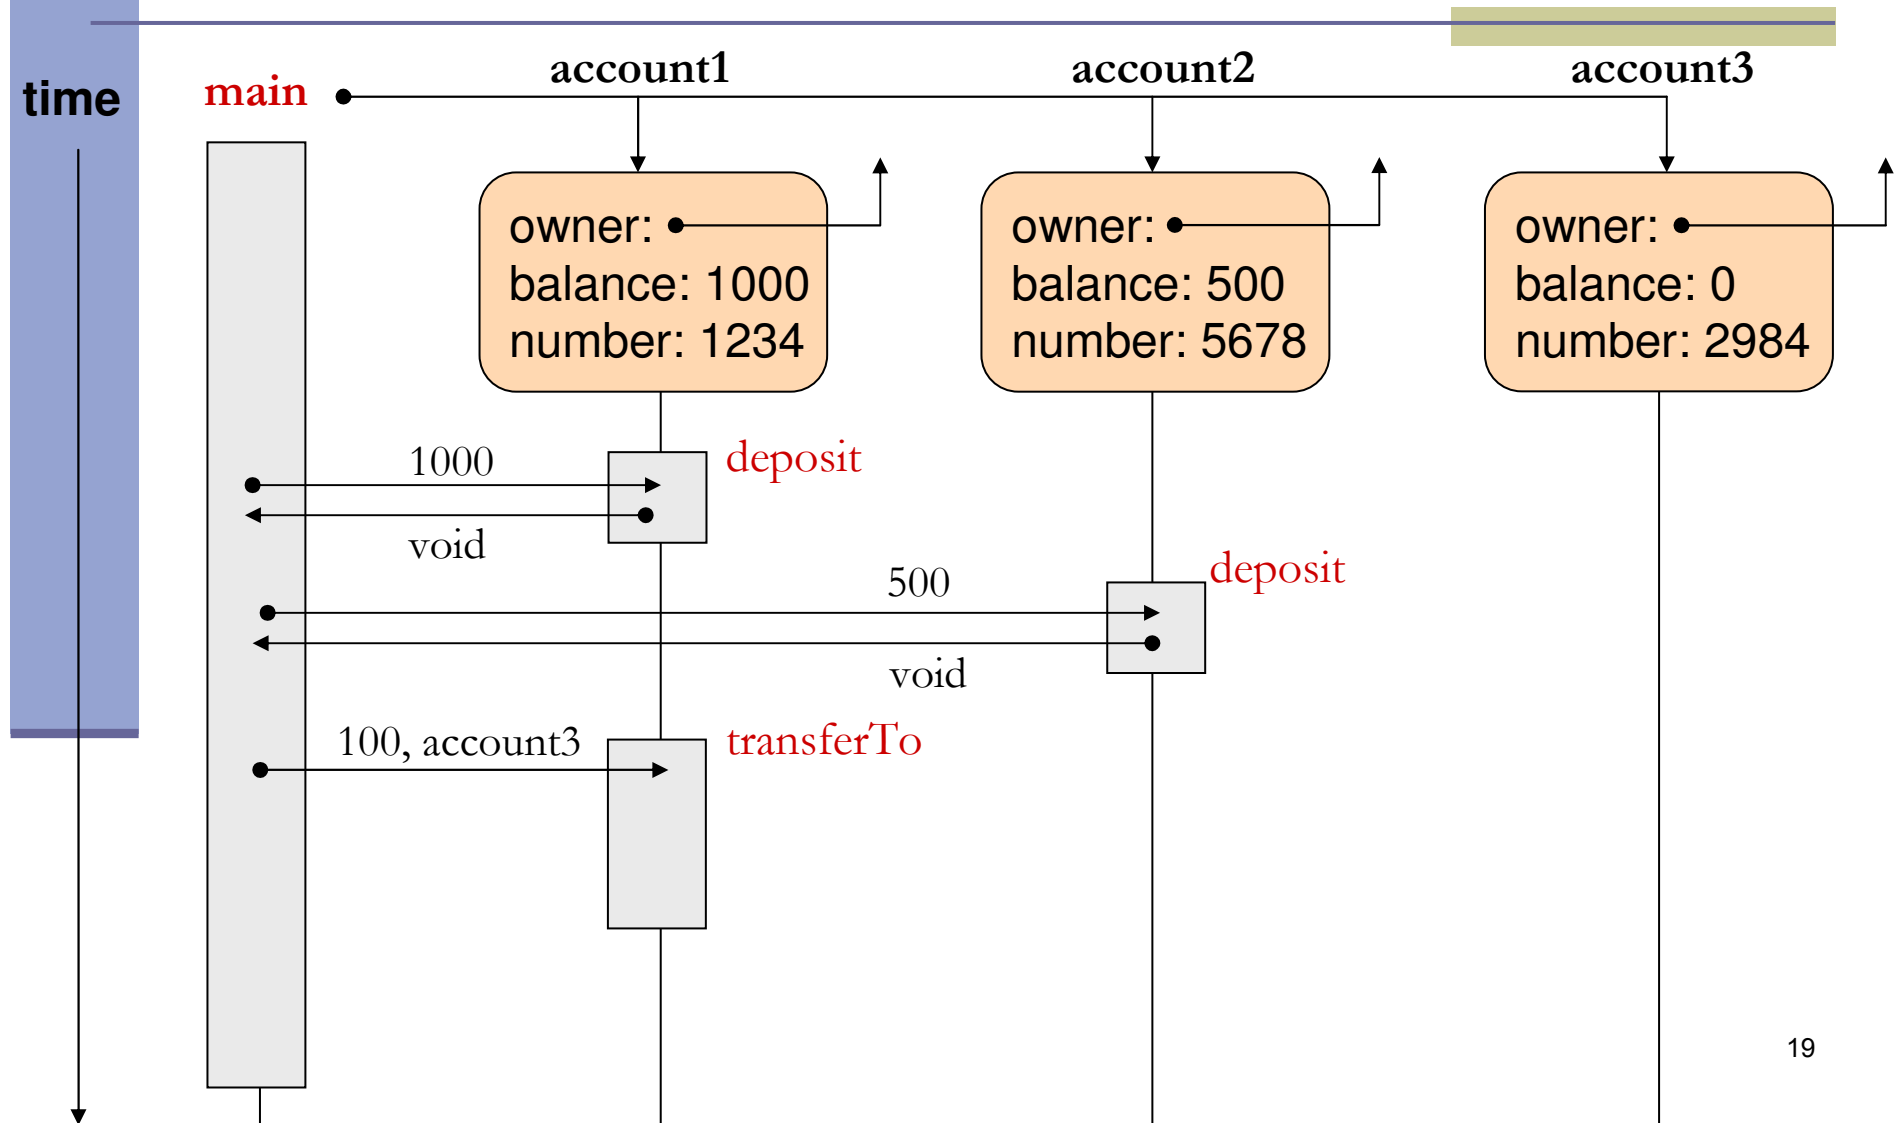 time
main
account1
account2
account3
owner:
balance: 1000
number: 1234
owner:
balance: 500
number: 5678
owner:
balance: 0
number: 2984
1000
deposit
void
500
deposit
void
100, account3
transferTo
19